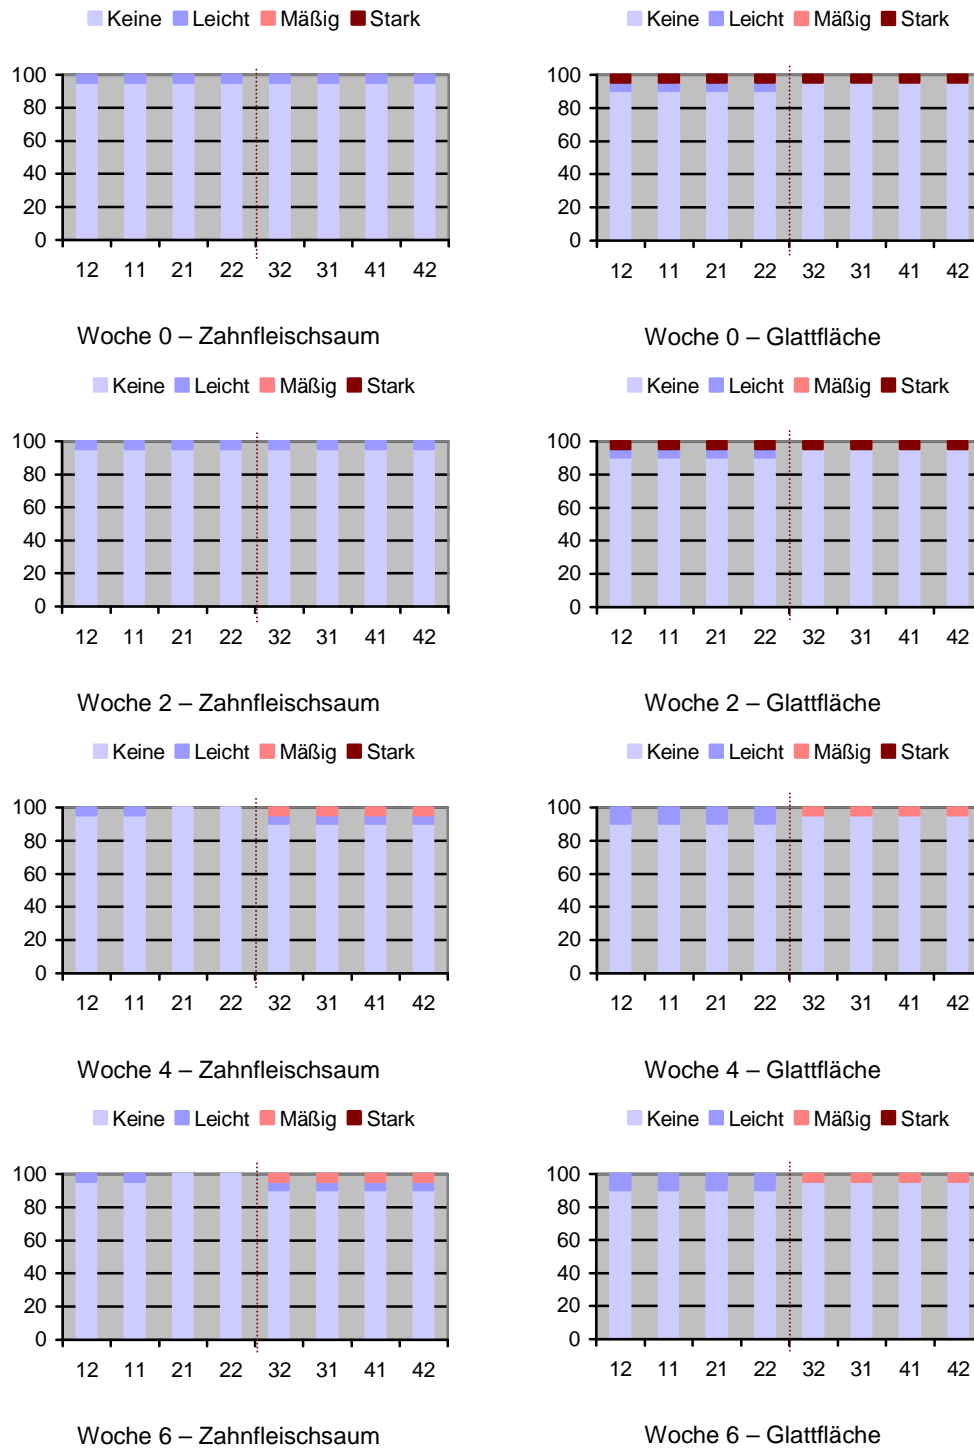 Keine Leicht Mäßig Stark
100
80
60
40
20
0
12 11 21 22 32 31 41 42
Woche 0 – Zahnfleischsaum
Keine Leicht Mäßig Stark
100
80
60
40
20
0
12 11 21 22 32 31 41 42
Woche 0 – Glattfläche
Keine Leicht Mäßig Stark
100
80
60
40
20
0
12 11 21 22 32 31 41 42
Woche 2 – Zahnfleischsaum
Keine Leicht Mäßig Stark
100
80
60
40
20
0
12 11 21 22 32 31 41 42
Woche 2 – Glattfläche
Keine Leicht Mäßig Stark
100
80
60
40
20
0
12 11 21 22 32 31 41 42
Woche 4 – Zahnfleischsaum
Keine Leicht Mäßig Stark
100
80
60
40
20
0
12 11 21 22 32 31 41 42
Woche 4 – Glattfläche
Keine Leicht Mäßig Stark
100
80
60
40
20
0
12 11 21 22 32 31 41 42
Woche 6 – Zahnfleischsaum
Keine Leicht Mäßig Stark
100
80
60
40
20
0
12 11 21 22 32 31 41 42
Woche 6 – Glattfläche